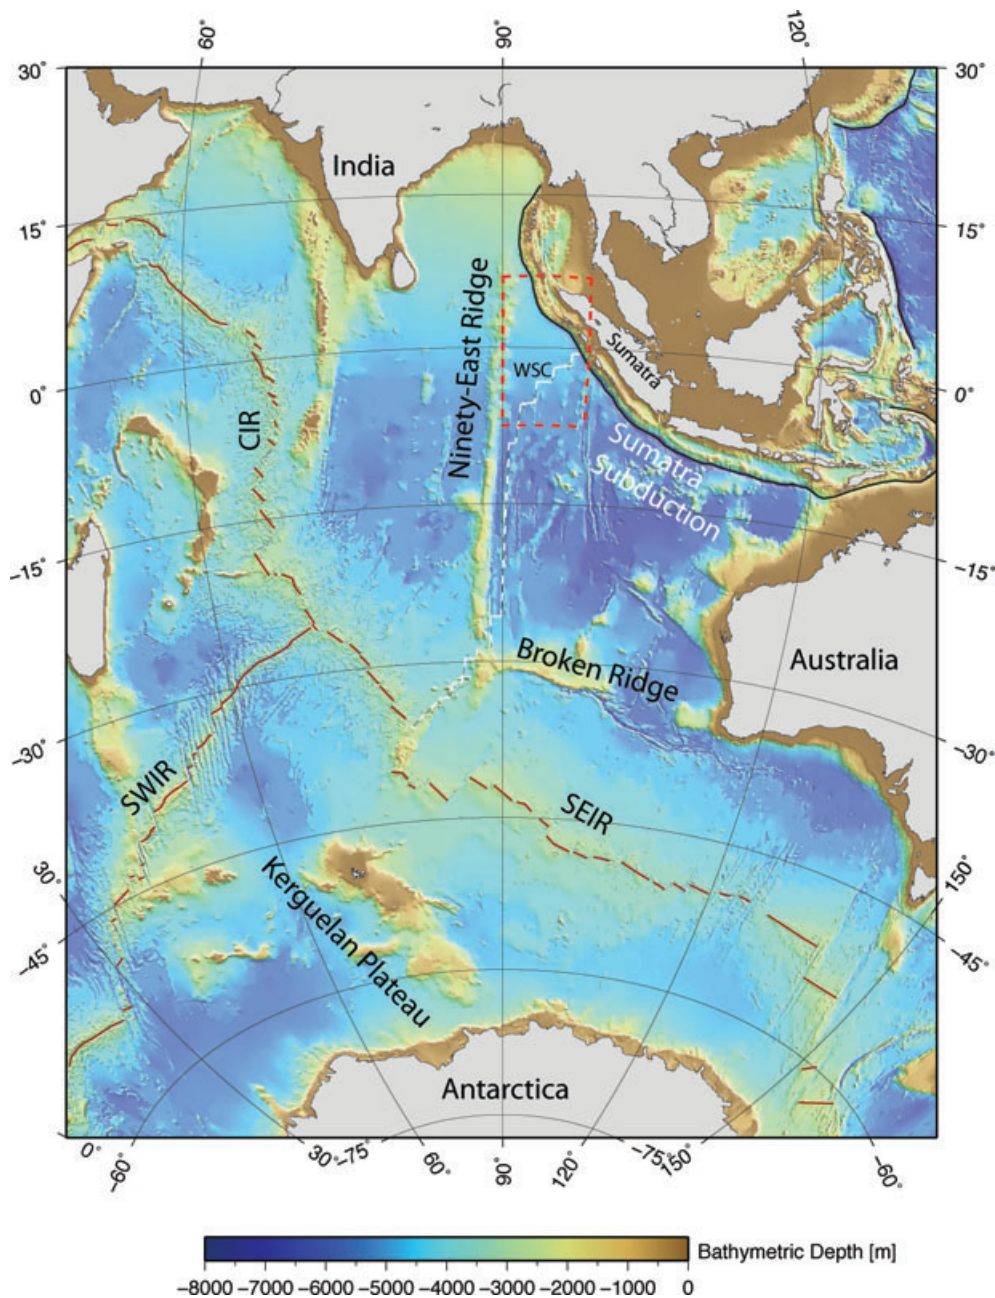 60° 90° 120°
30° 30°
India
15° 15°
Ninety-East Ridge
Sumatra
WSC
0° 0°
CIR
Sumatra
Subduction
−15° −15°
Broken Ridge
Australia
−30° −30°
SWIR
SEIR
30° 150°
Kerguelan Plateau
−45° −45°
Antarctica
0° −60° 30° −75° 60° 90° 120° −75° 150° −60°
Bathymetric Depth [m]
−8000 −7000 −6000 −5000 −4000 −3000 −2000 −1000 0